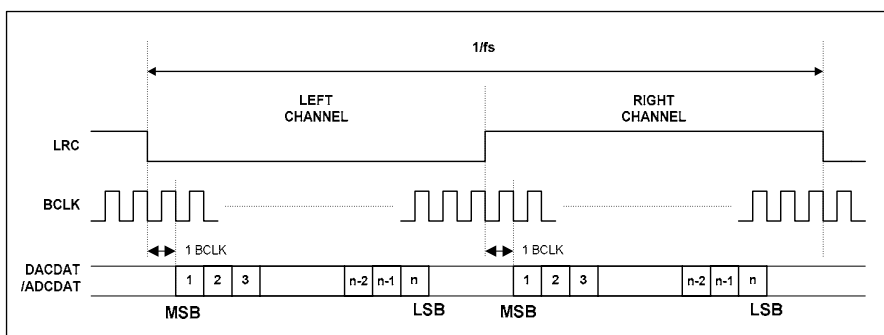 1/fs
LEFT
CHANNEL
RIGHT
CHANNEL
LRC
BCLK
1 BCLK
1 BCLK
DACDAT
/ADCDAT
1 2 3 n-2 n-1 n 1 2 3 n-2 n-1 n
MSB LSB MSB LSB